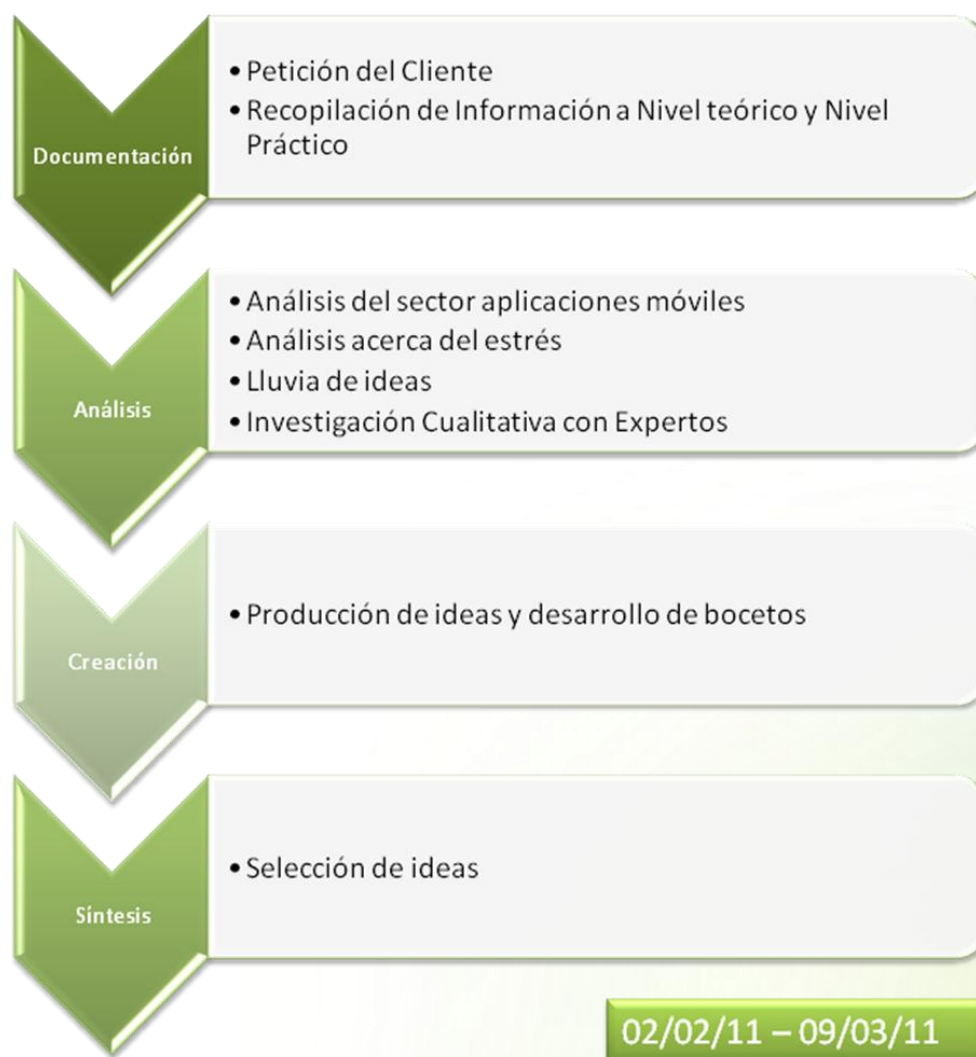 Documentación
• Petición del Cliente
• Recopilación de Información a Nivel teórico y Nivel
Práctico
Análisis
• Análisis del sector aplicaciones móviles
• Análisis acerca del estrés
• Lluvia de ideas
• Investigación Cualitativa con Expertos
Creación
• Producción de ideas y desarrollo de bocetos
Síntesis
• Selección de ideas
02/02/11 – 09/03/11